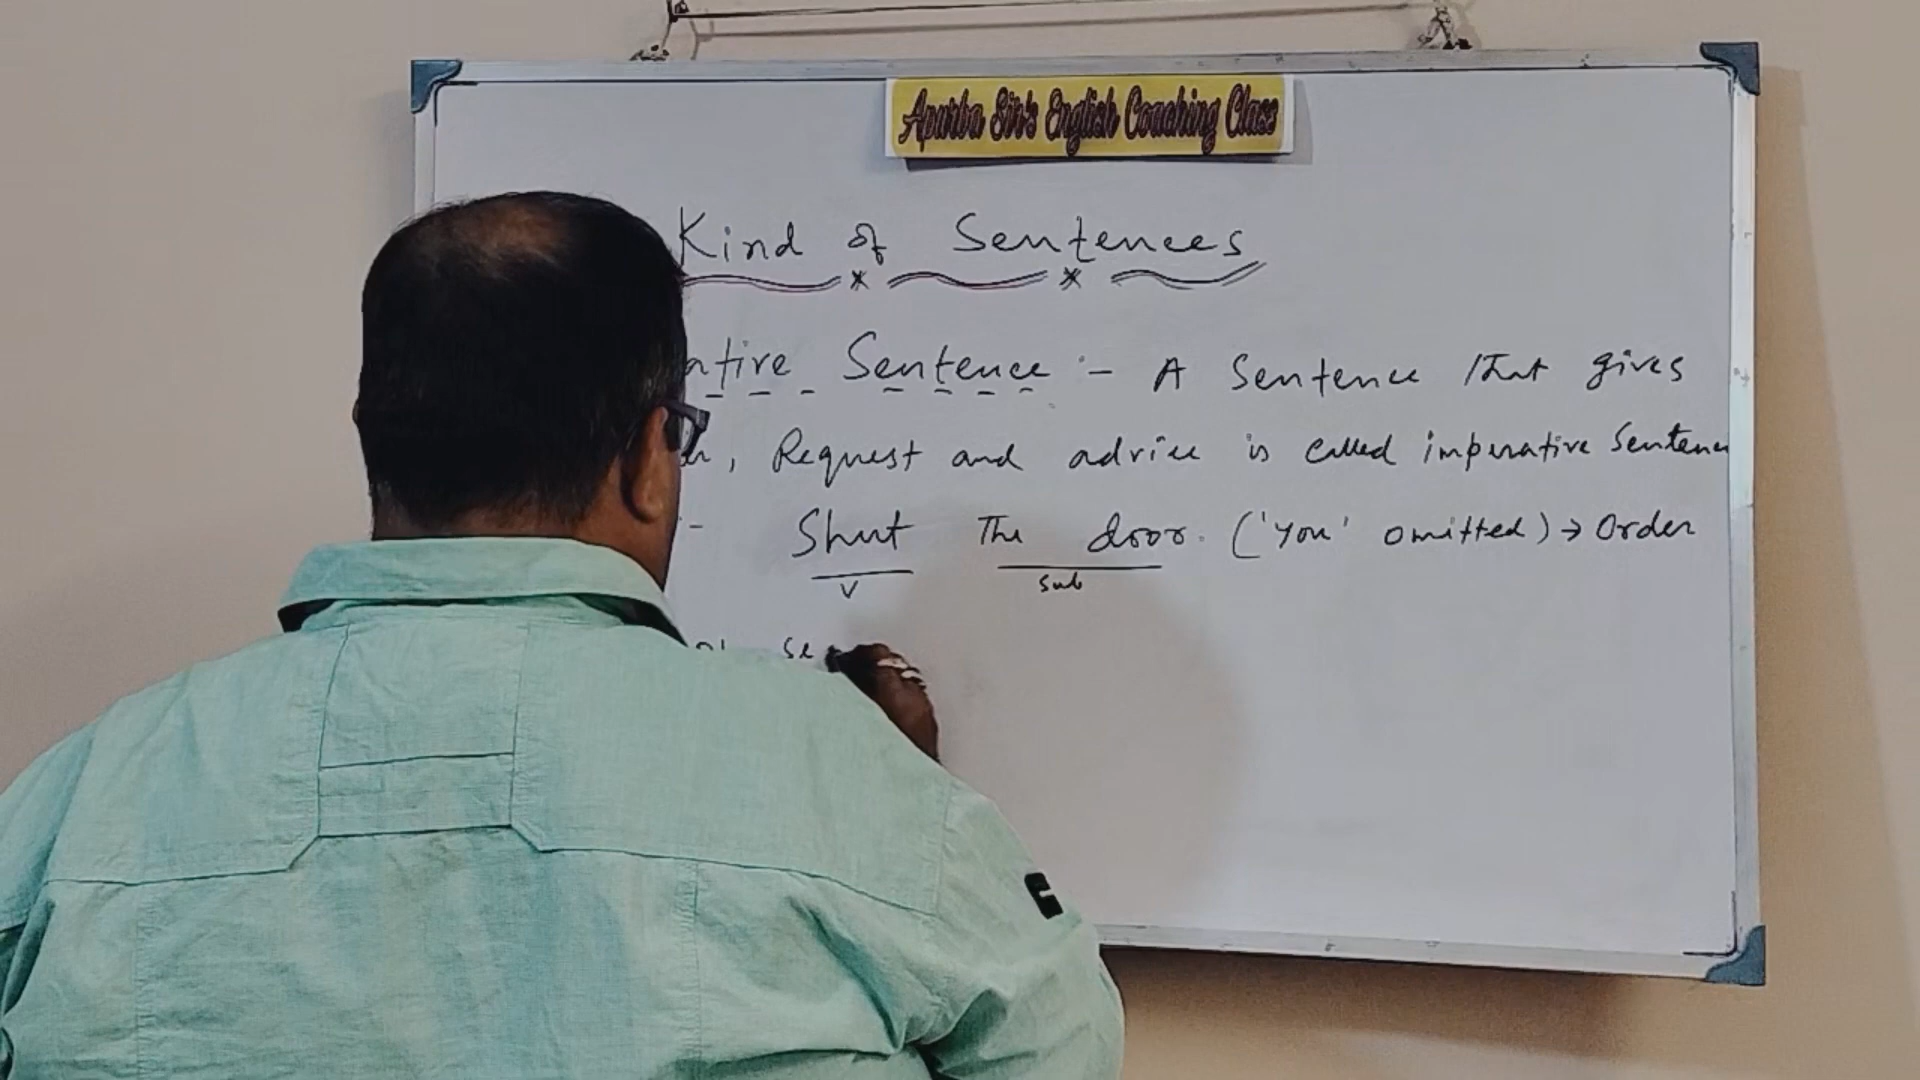 Apurba Sir's English Coaching Class
Kind of Sentences
ative Sentence :- A Sentence that gives
, Request and advice is called imperative Sentence
:- Shut The door. ('You' omitted) → Order
V sub
se